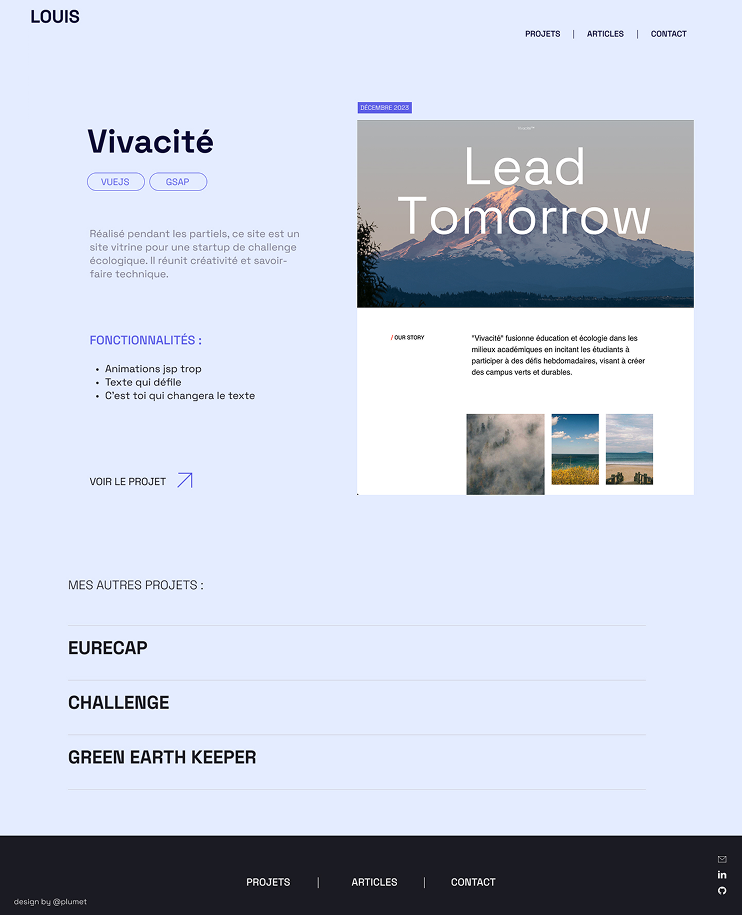 LOUIS
PROJETS | ARTICLES | CONTACT
DÉCEMBRE 2023
Vivacité
VUEJS GSAP
Réalisé pendant les partiels, ce site est un
site vitrine pour une startup de challenge
écologique. Il réunit créativité et savoir-
faire technique.
FONCTIONNALITÉS :
• Animations jsp trop
• Texte qui défile
• C'est toi qui changera le texte
VOIR LE PROJET
Lead
Tomorrow
/ OUR STORY
"Vivacité" fusionne éducation et écologie dans les
milieux académiques en incitant les étudiants à
participer à des défis hebdomadaires, visant à créer
des campus verts et durables.
MES AUTRES PROJETS :
EURECAP
CHALLENGE
GREEN EARTH KEEPER
PROJETS | ARTICLES | CONTACT
in
design by @plumet